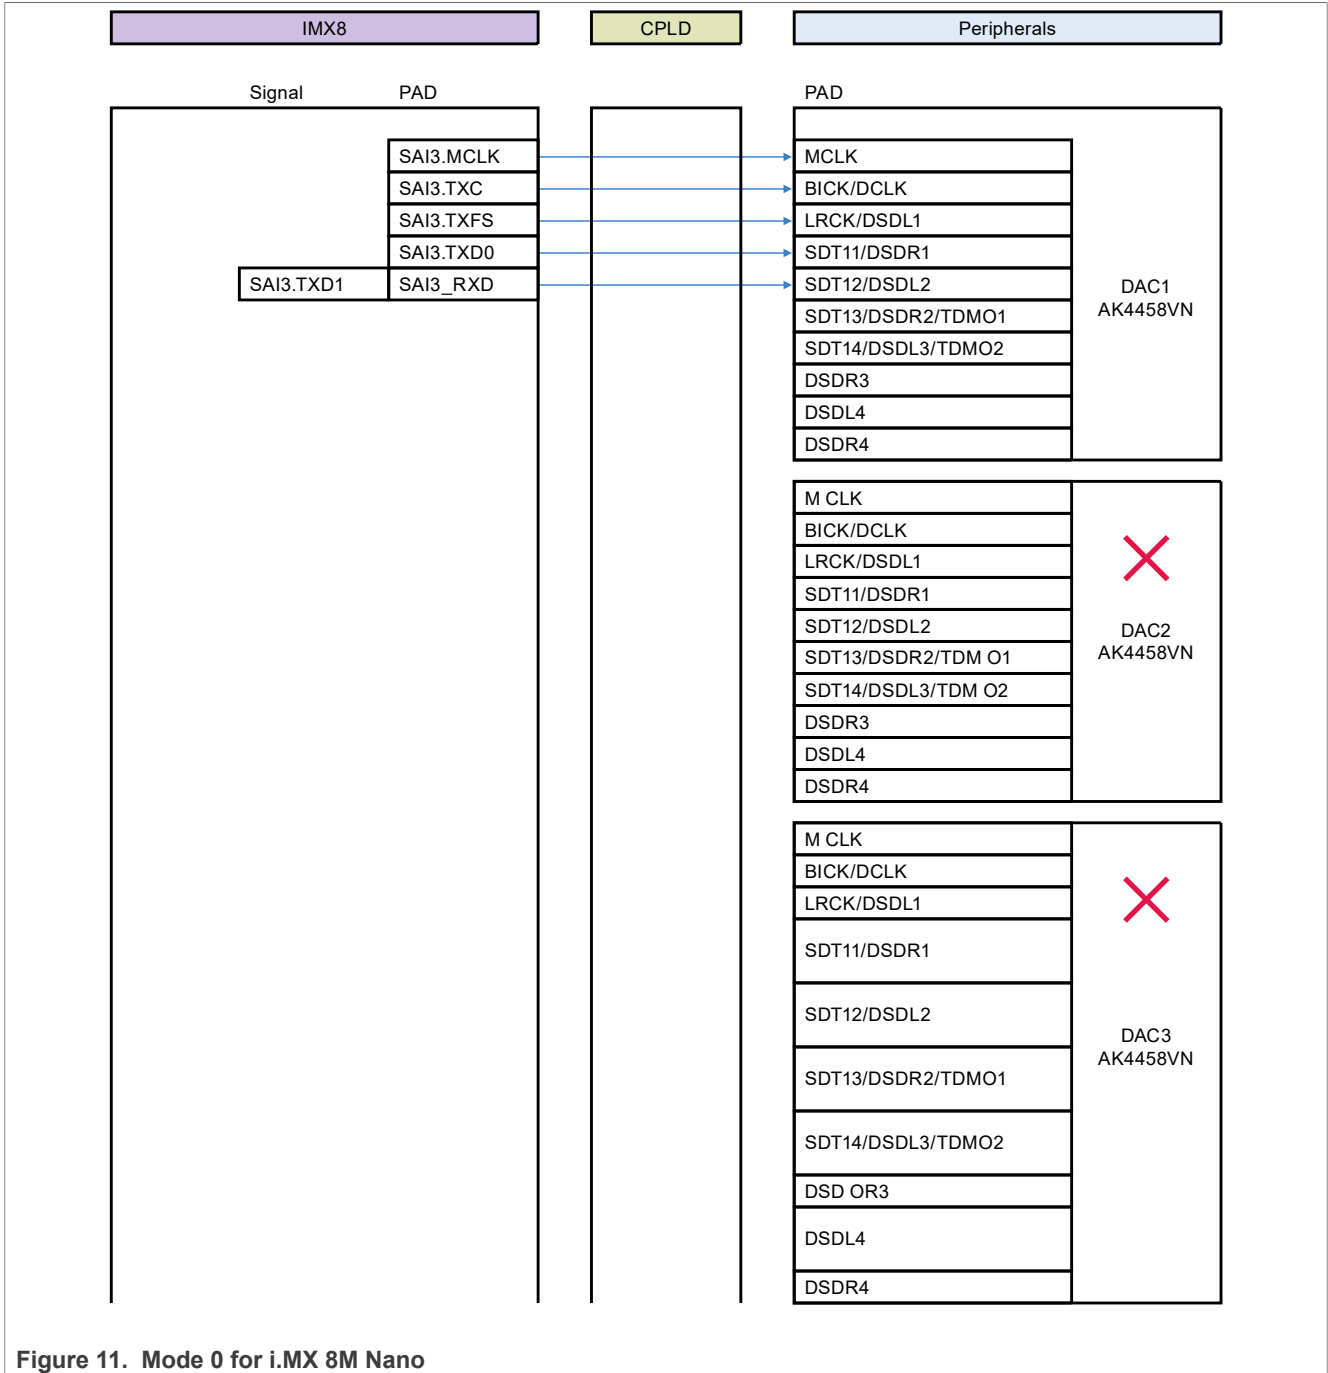 IMX8 CPLD Peripherals
Signal PAD PAD
SAI3.MCLK MCLK
SAI3.TXC BICK/DCLK
SAI3.TXFS LRCK/DSDL1
SAI3.TXD0 SDT11/DSDR1
SAI3.TXD1 SAI3_RXD SDT12/DSDL2
SDT13/DSDR2/TDMO1
SDT14/DSDL3/TDMO2
DSDR3
DSDL4
DSDR4
DAC1
AK4458VN
M CLK
BICK/DCLK
LRCK/DSDL1
SDT11/DSDR1
SDT12/DSDL2
SDT13/DSDR2/TDM O1
SDT14/DSDL3/TDM O2
DSDR3
DSDL4
DSDR4
DAC2
AK4458VN
M CLK
BICK/DCLK
LRCK/DSDL1
SDT11/DSDR1
SDT12/DSDL2
SDT13/DSDR2/TDMO1
SDT14/DSDL3/TDMO2
DSD OR3
DSDL4
DSDR4
DAC3
AK4458VN
Figure 11. Mode 0 for i.MX 8M Nano